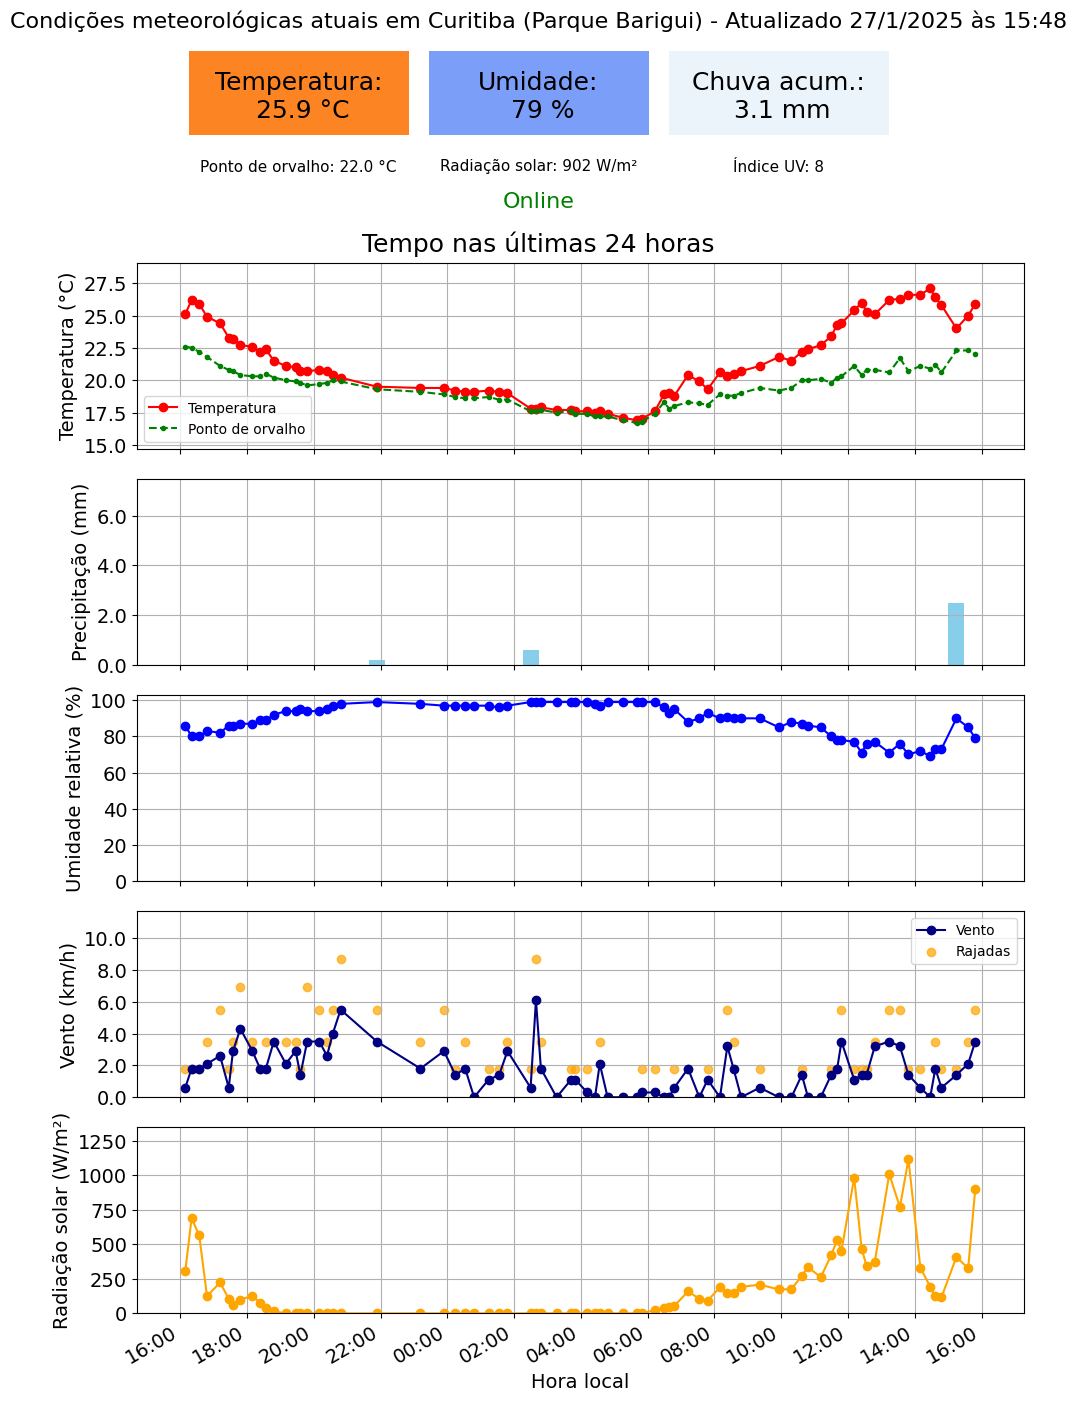 Condições meteorológicas atuais em Curitiba (Parque Barigui) - Atualizado 27/1/2025 às 15:48
Temperatura:
25.9 °C
Umidade:
79 %
Chuva acum.:
3.1 mm
Ponto de orvalho: 22.0 °C
Radiação solar: 902 W/m²
Índice UV: 8
Online
Tempo nas últimas 24 horas
Temperatura (°C)
27.5
25.0
22.5
20.0
17.5
15.0
Temperatura
Ponto de orvalho
Precipitação (mm)
6.0
4.0
2.0
0.0
Umidade relativa (%)
100
80
60
40
20
0
Vento (km/h)
10.0
8.0
6.0
4.0
2.0
0.0
Vento
Rajadas
Radiação solar (W/m²)
1250
1000
750
500
250
0
16:00
18:00
20:00
22:00
00:00
02:00
04:00
06:00
08:00
10:00
12:00
14:00
16:00
Hora local